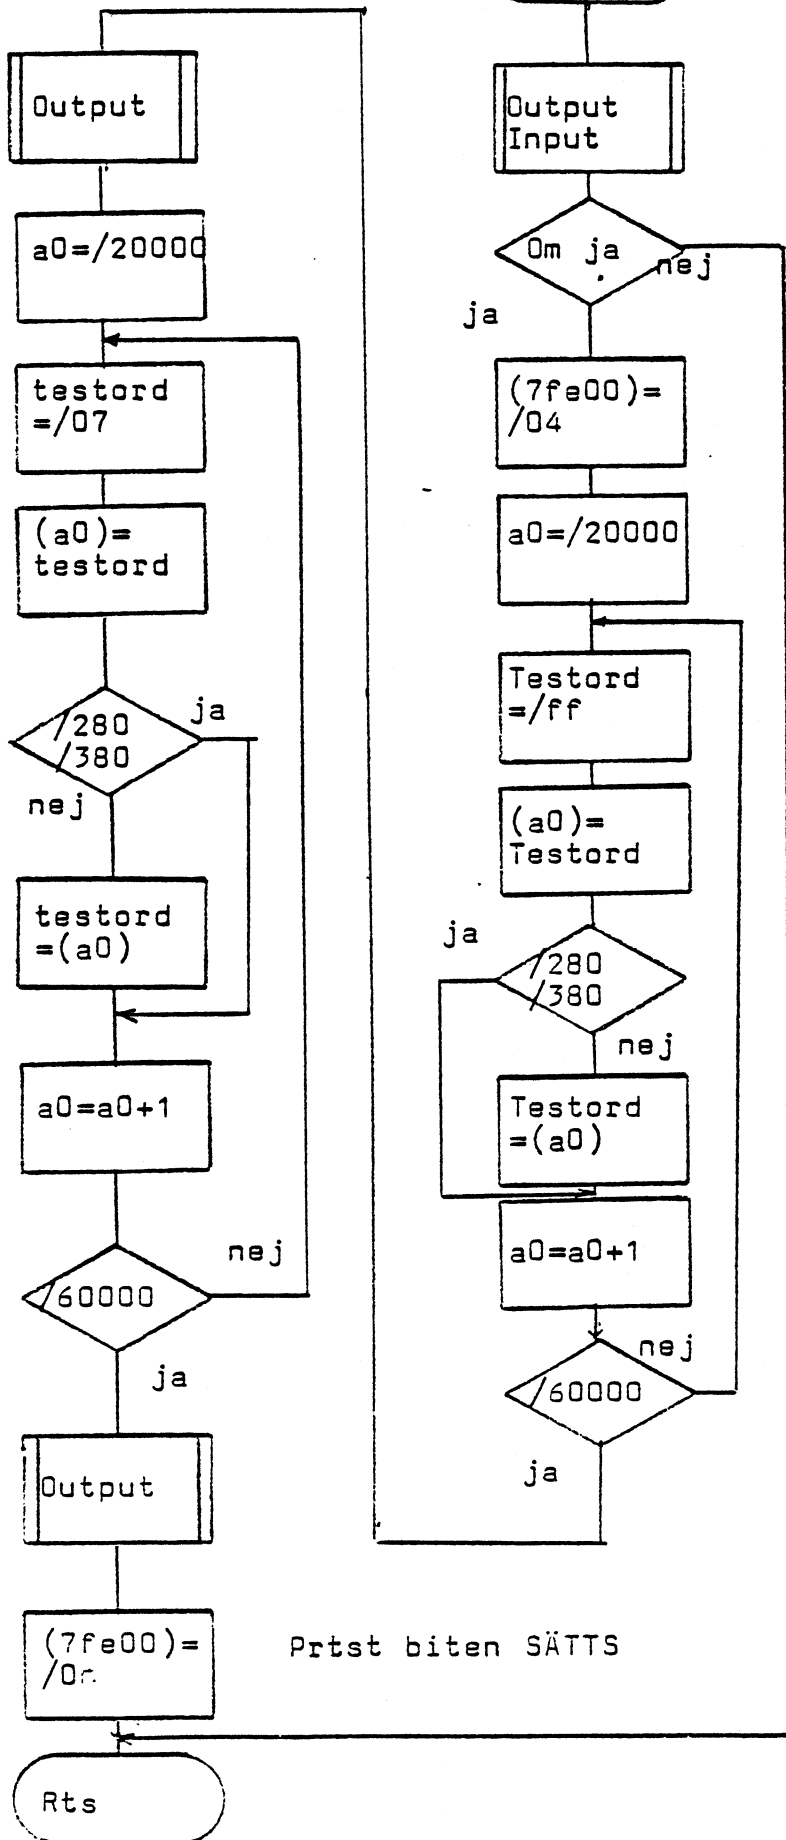 Output
a0=/20000
testord
=/07
(a0)=
testord
/280
/380
ja
nej
testord
=(a0)
a0=a0+1
/60000
nej
ja
Output
(7fe00)=
Rts
Output
Input
Om ja
nej
ja
(7fe00)=
/04
a0=/20000
Testord
=/ff
(a0)=
Testord
ja
/280
/380
nej
Testord
=(a0)
a0=a0+1
nej
/60000
ja
Prtst biten SÄTTS